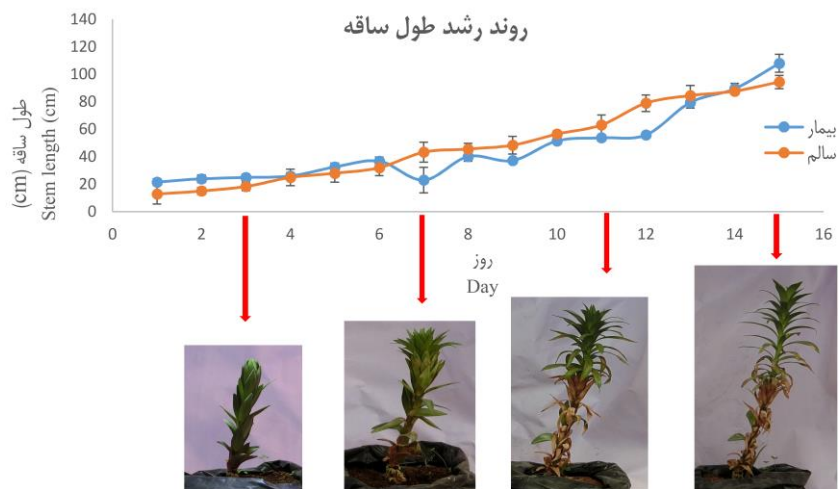 روند رشد طول ساقه
140
120
100
80
60
40
20
0
طول ساقه (cm)
Stem length (cm)
بیمار
سالم
0 2 4 6 8 10 12 14 16
روز
Day